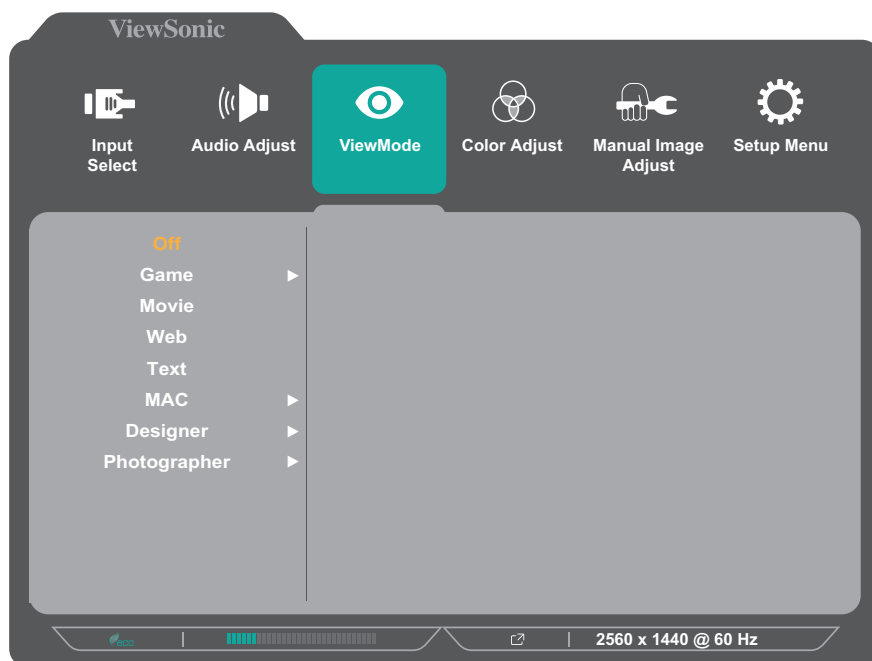 ViewSonic
Input
Select
Audio Adjust
ViewMode
Color Adjust
Manual Image
Adjust
Setup Menu
Off
Game
Movie
Web
Text
MAC
Designer
Photographer
eco
2560 x 1440 @ 60 Hz